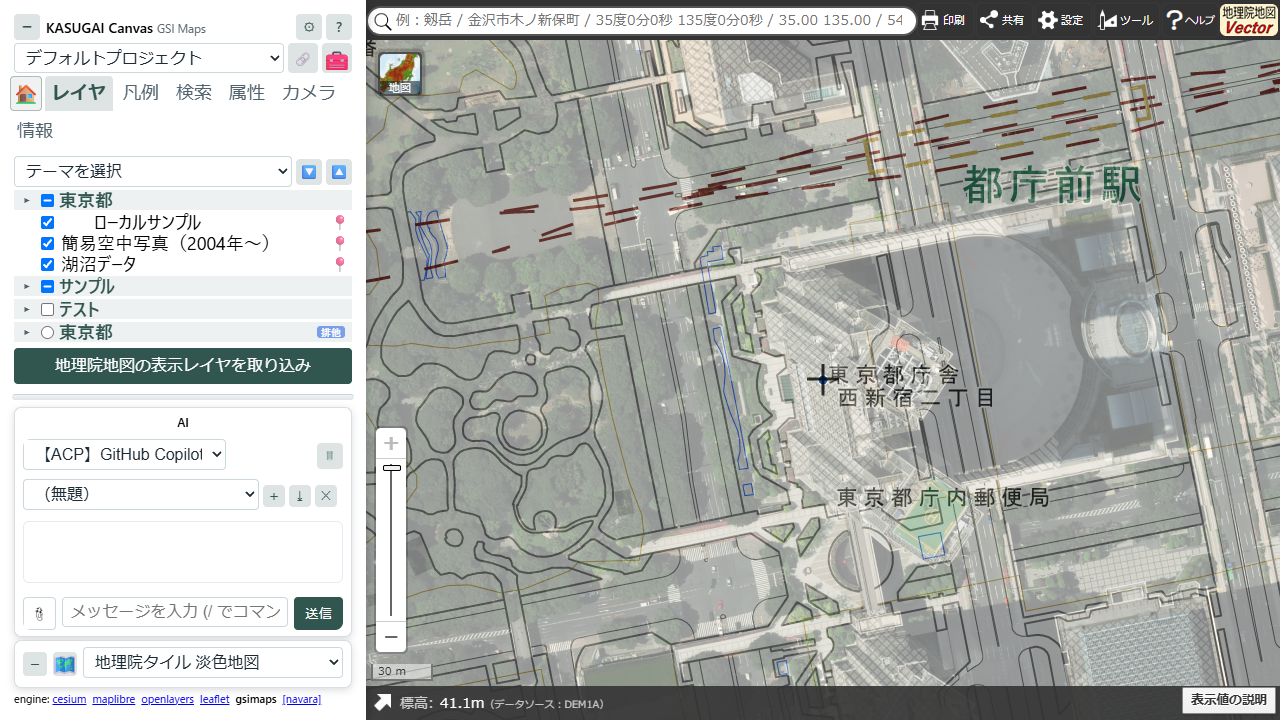 KASUGAI Canvas GSI Maps
?
デフォルトプロジェクト
レイヤ 凡例 検索 属性 カメラ
情報
テーマを選択
東京都
ローカルサンプル
簡易空中写真（2004年～）
湖沼データ
サンプル
テスト
東京都 排他
地理院地図の表示レイヤを取り込み
AI
【ACP】GitHub Copilot
（無題）
メッセージを入力 (/ でコマン
送信
地理院タイル 淡色地図
engine: cesium maplibre openlayers leaflet gsimaps [navara]
例：剱岳 / 金沢市木ノ新保町 / 35度0分0秒 135度0分0秒 / 35.00 135.00 / 54
印刷 共有 設定 ツール ヘルプ
地理院地図
Vector
地図
都庁前駅
東京都庁舎
西新宿二丁目
東京都庁内郵便局
30 m
標高: 41.1m (データソース：DEM1A)
表示値の説明